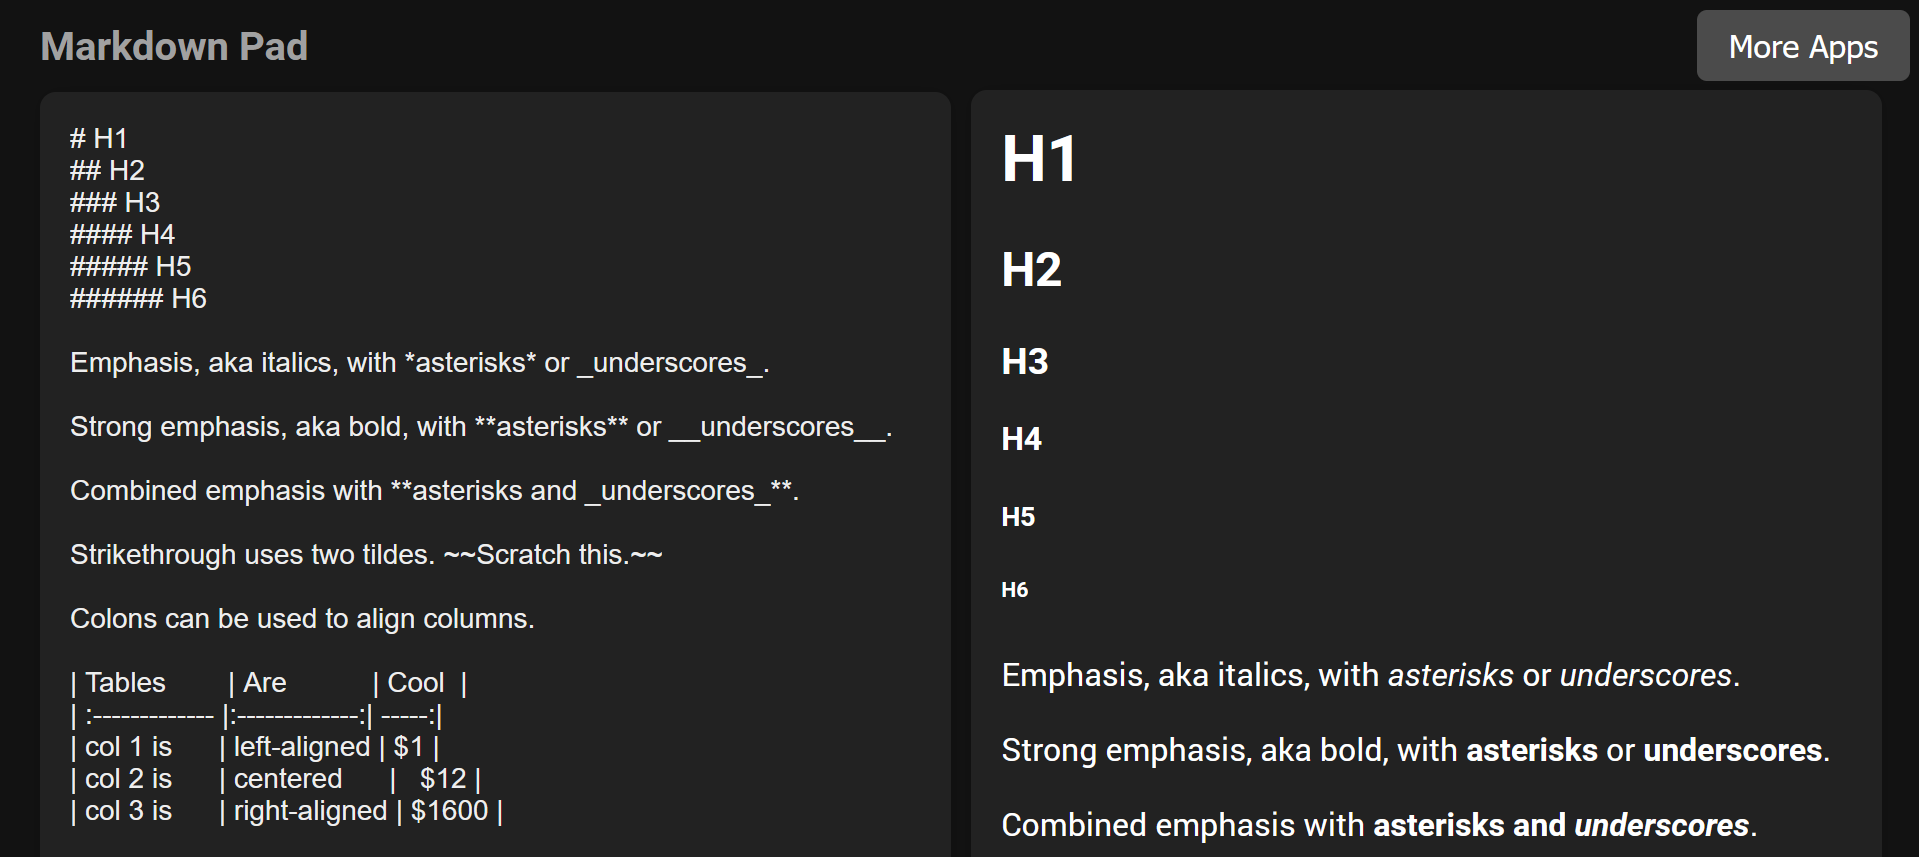 Markdown Pad
More Apps
# H1
## H2
### H3
#### H4
##### H5
###### H6
Emphasis, aka italics, with *asterisks* or _underscores_.
Strong emphasis, aka bold, with **asterisks** or __underscores__.
Combined emphasis with **asterisks and _underscores_**.
Strikethrough uses two tildes. ~~Scratch this.~~
Colons can be used to align columns.
| Tables        | Are           | Cool  |
| :------------- |:-------------:| -----:|
| col 1 is      | left-aligned | $1 |
| col 2 is      | centered      |   $12 |
| col 3 is      | right-aligned | $1600 |
H1
H2
H3
H4
H5
H6
Emphasis, aka italics, with asterisks or underscores.
Strong emphasis, aka bold, with asterisks or underscores.
Combined emphasis with asterisks and underscores.